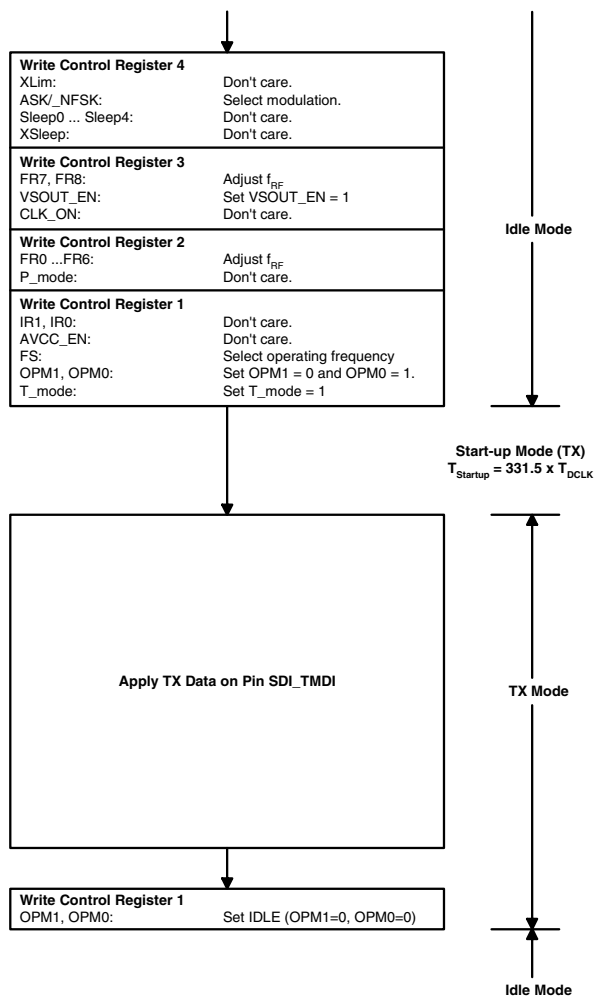 Write Control Register 4
XLim: Don't care.
ASK/_NFSK: Select modulation.
Sleep0 ... Sleep4: Don't care.
XSleep: Don't care.
Write Control Register 3
FR7, FR8: Adjust fRF
VSOUT_EN: Set VSOUT_EN = 1
CLK_ON: Don't care.
Idle Mode
Write Control Register 2
FR0 ...FR6: Adjust fRF
P_mode: Don't care.
Write Control Register 1
IR1, IR0: Don't care.
AVCC_EN: Don't care.
FS: Select operating frequency
OPM1, OPM0: Set OPM1 = 0 and OPM0 = 1.
T_mode: Set T_mode = 1
Start-up Mode (TX)
TStartup = 331.5 x TDCLK
Apply TX Data on Pin SDI_TMDI
TX Mode
Write Control Register 1
OPM1, OPM0: Set IDLE (OPM1=0, OPM0=0)
Idle Mode